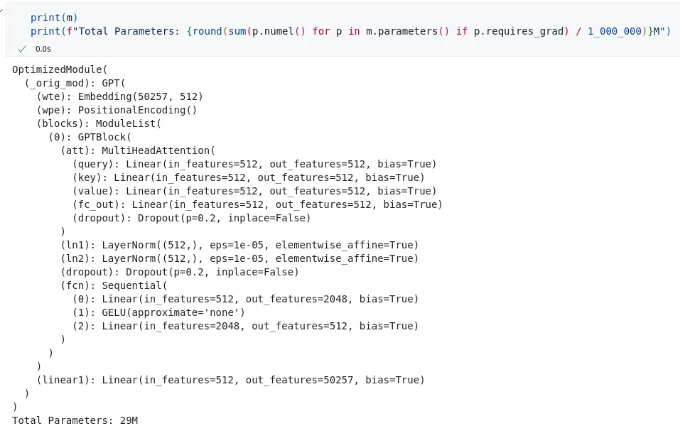 print(m)
print(f"Total Parameters: {round(sum(p.numel() for p in m.parameters() if p.requires_grad) / 1_000_000)}M")
0.0s
OptimizedModule(
  (_orig_mod): GPT(
    (wte): Embedding(50257, 512)
    (wpe): PositionalEncoding()
    (blocks): ModuleList(
      (0): GPTBlock(
        (att): MultiHeadAttention(
          (query): Linear(in_features=512, out_features=512, bias=True)
          (key): Linear(in_features=512, out_features=512, bias=True)
          (value): Linear(in_features=512, out_features=512, bias=True)
          (fc_out): Linear(in_features=512, out_features=512, bias=True)
          (dropout): Dropout(p=0.2, inplace=False)
        )
        (ln1): LayerNorm((512,), eps=1e-05, elementwise_affine=True)
        (ln2): LayerNorm((512,), eps=1e-05, elementwise_affine=True)
        (dropout): Dropout(p=0.2, inplace=False)
        (fcn): Sequential(
          (0): Linear(in_features=512, out_features=2048, bias=True)
          (1): GELU(approximate='none')
          (2): Linear(in_features=2048, out_features=512, bias=True)
        )
      )
    )
    (linear1): Linear(in_features=512, out_features=50257, bias=True)
  )
)
Total Parameters: 29M